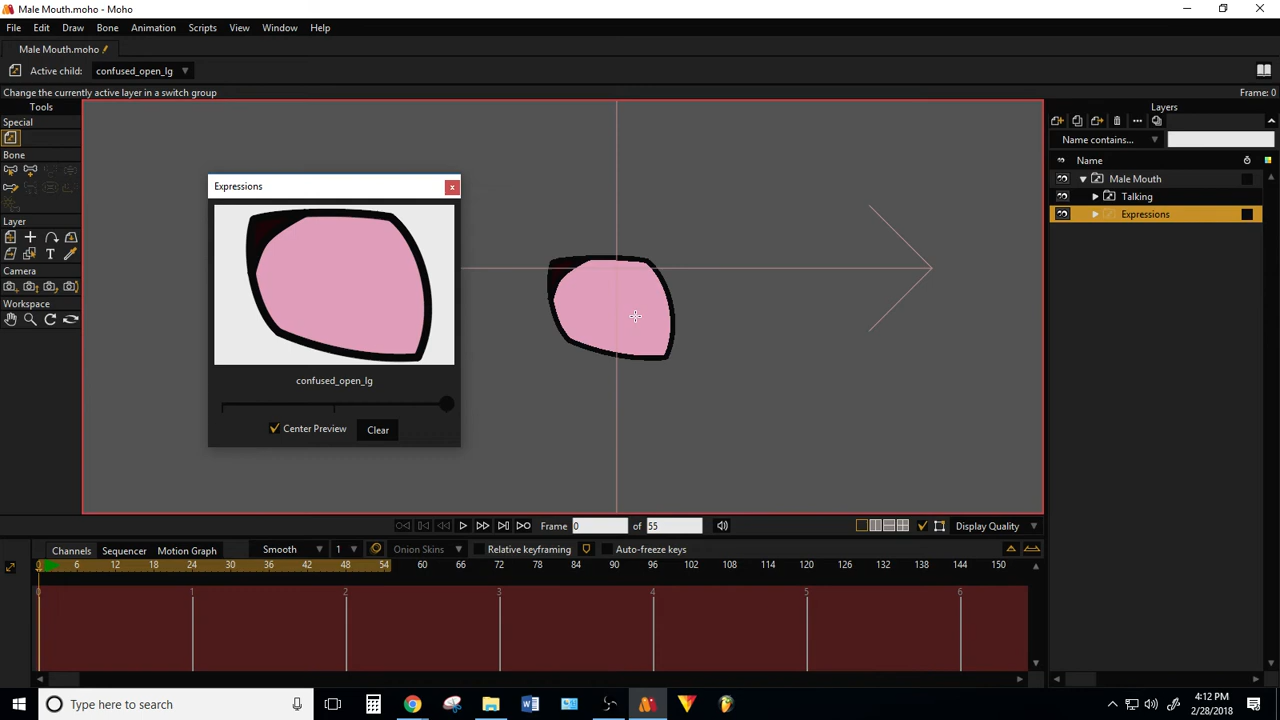 Male Mouth.moho - Moho
File Edit Draw Bone Animation Scripts View Window Help
Male Mouth.moho
Active child: confused_open_lg
Change the currently active layer in a switch group
Frame: 0
Tools
Special
Bone
Layer
Camera
Workspace
Expressions
confused_open_lg
Center Preview
Clear
Layers
Name contains...
Name
Male Mouth
Talking
Expressions
Frame 0 of 55
Display Quality
Channels Sequencer Motion Graph Smooth 1 Onion Skins Relative keyframing Auto-freeze keys
0 6 12 18 24 30 36 42 48 54 60 66 72 78 84 90 96 102 108 114 120 126 132 138 144 150
0 1 2 3 4 5 6
Type here to search
4:12 PM
2/28/2018